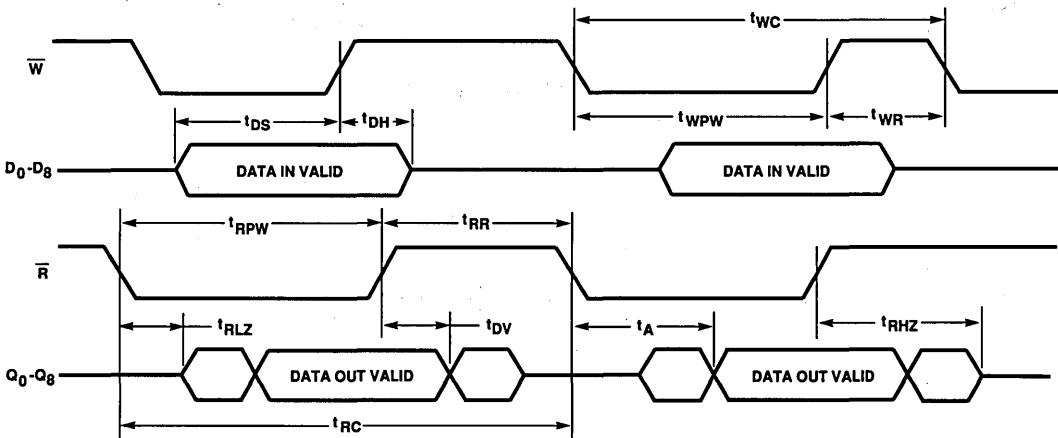 tWC
W̅
tDS
tDH
tWPW
tWR
D0-D8
DATA IN VALID
DATA IN VALID
tRPW
tRR
R̅
tRLZ
tDV
tA
tRHZ
Q0-Q8
DATA OUT VALID
DATA OUT VALID
tRC